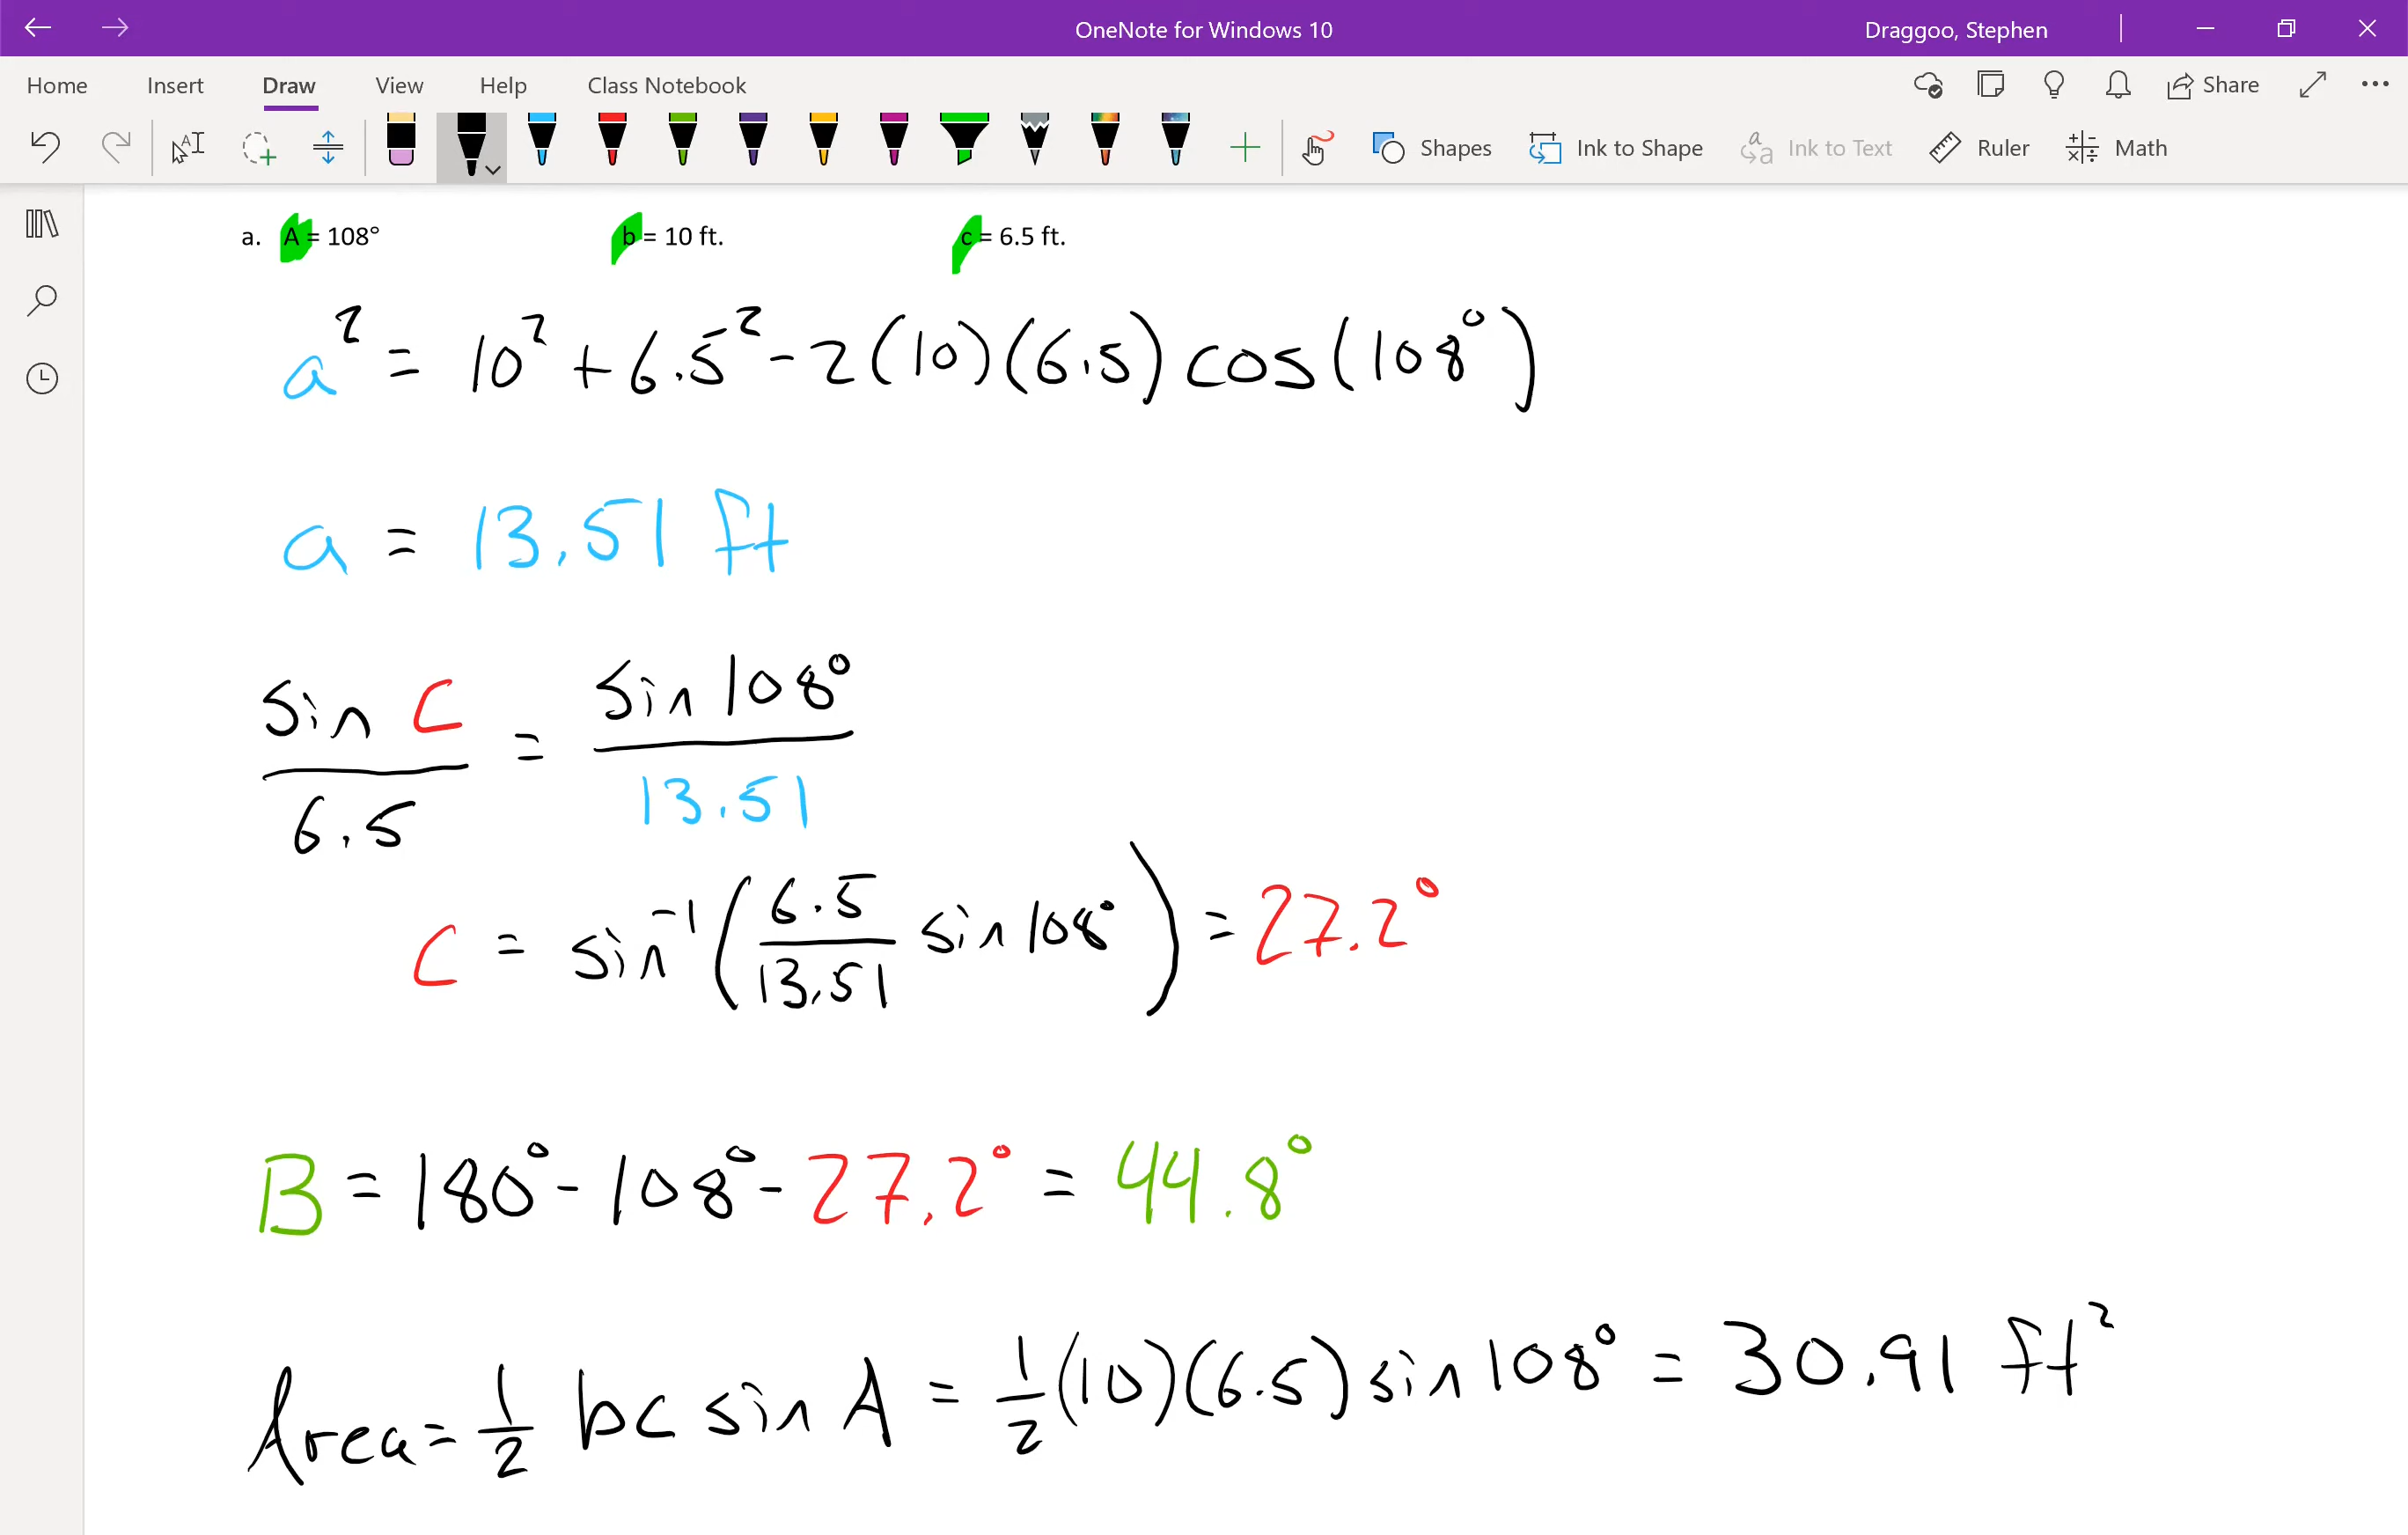 OneNote for Windows 10
Draggoo, Stephen
Home Insert Draw View Help Class Notebook Share
Shapes Ink to Shape Ink to Text Ruler Math
a. A = 108° b = 10 ft. c = 6.5 ft.
a² = 10² + 6.5² - 2(10)(6.5) cos(108°)
a = 13.51 ft
sin C / 6.5 = sin 108° / 13.51
C = sin⁻¹(6.5/13.51 sin 108°) = 27.2°
B = 180° - 108° - 27.2° = 44.8°
Area = 1/2 bc sin A = 1/2 (10)(6.5) sin 108° = 30.91 ft²